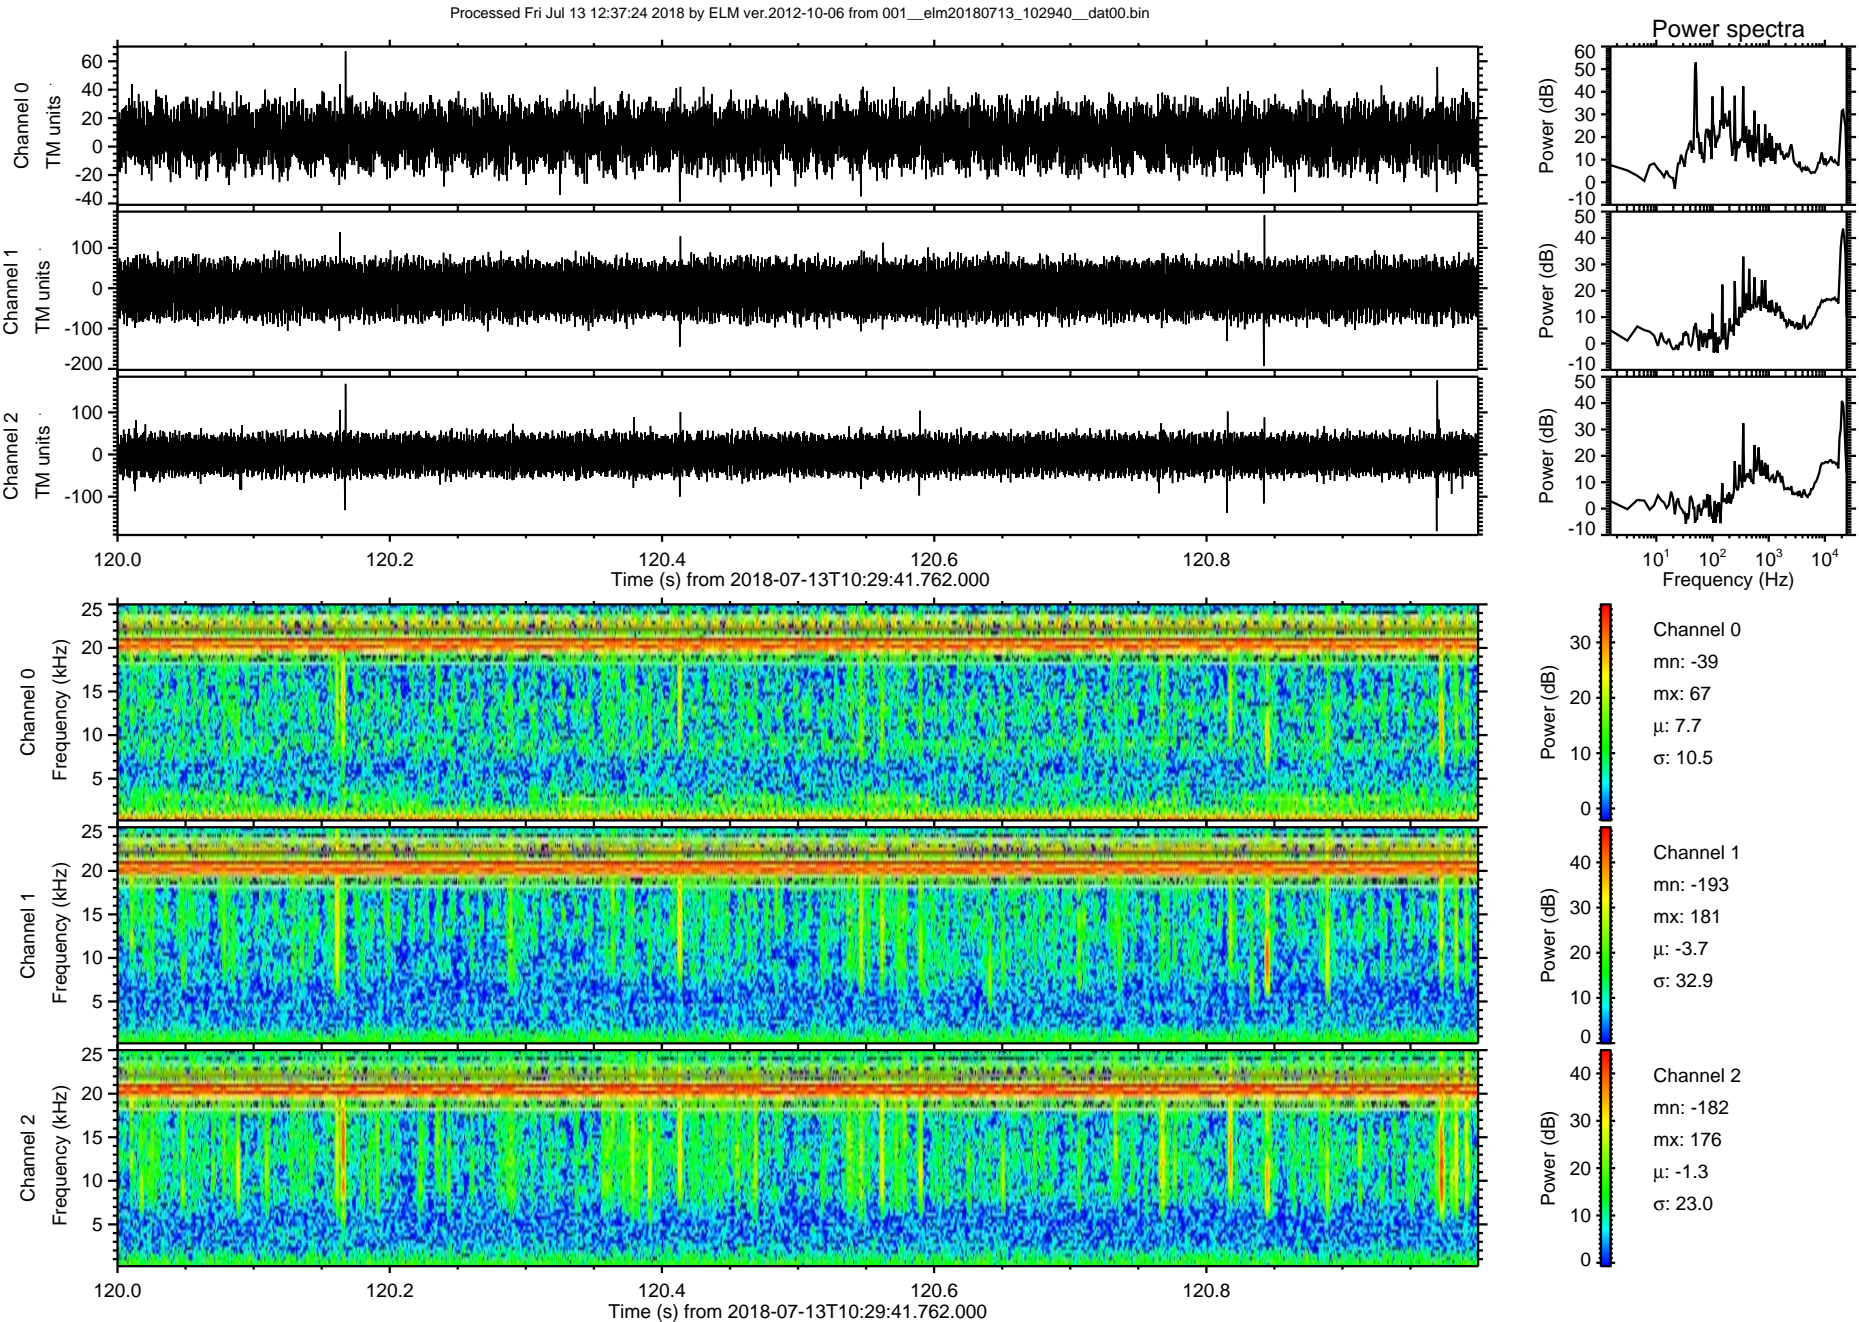 Processed Fri Jul 13 12:37:24 2018 by ELM ver.2012-10-06 from 001__elm20180713_102940__dat00.bin
Power spectra
Channel 0
TM units
60
40
20
0
-20
-40
Power (dB)
60
50
40
30
20
10
0
-10
Channel 1
TM units
100
0
-100
-200
Power (dB)
50
40
30
20
10
0
-10
Channel 2
TM units
100
0
-100
Power (dB)
50
40
30
20
10
0
-10
120.0 120.2 120.4 120.6 120.8
Time (s) from 2018-07-13T10:29:41.762.000
10^1 10^2 10^3 10^4
Frequency (Hz)
Channel 0
Frequency (kHz)
25
20
15
10
5
Power (dB)
30
20
10
0
Channel 0
mn: -39
mx: 67
μ: 7.7
σ: 10.5
Channel 1
Frequency (kHz)
25
20
15
10
5
Power (dB)
40
30
20
10
0
Channel 1
mn: -193
mx: 181
μ: -3.7
σ: 32.9
Channel 2
Frequency (kHz)
25
20
15
10
5
Power (dB)
40
30
20
10
0
Channel 2
mn: -182
mx: 176
μ: -1.3
σ: 23.0
120.0 120.2 120.4 120.6 120.8
Time (s) from 2018-07-13T10:29:41.762.000